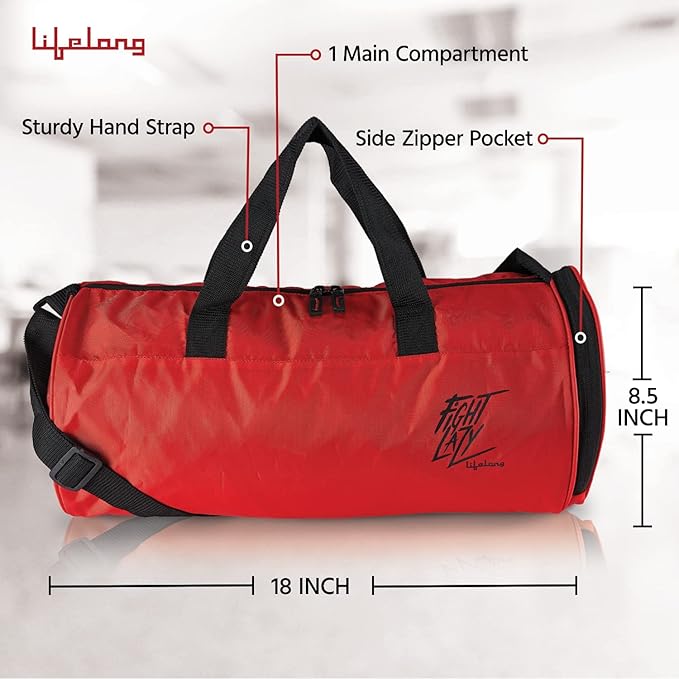 Lifelong
1 Main Compartment
Sturdy Hand Strap
Side Zipper Pocket
8.5
INCH
FIGHT
LAZY
Lifelong
18 INCH